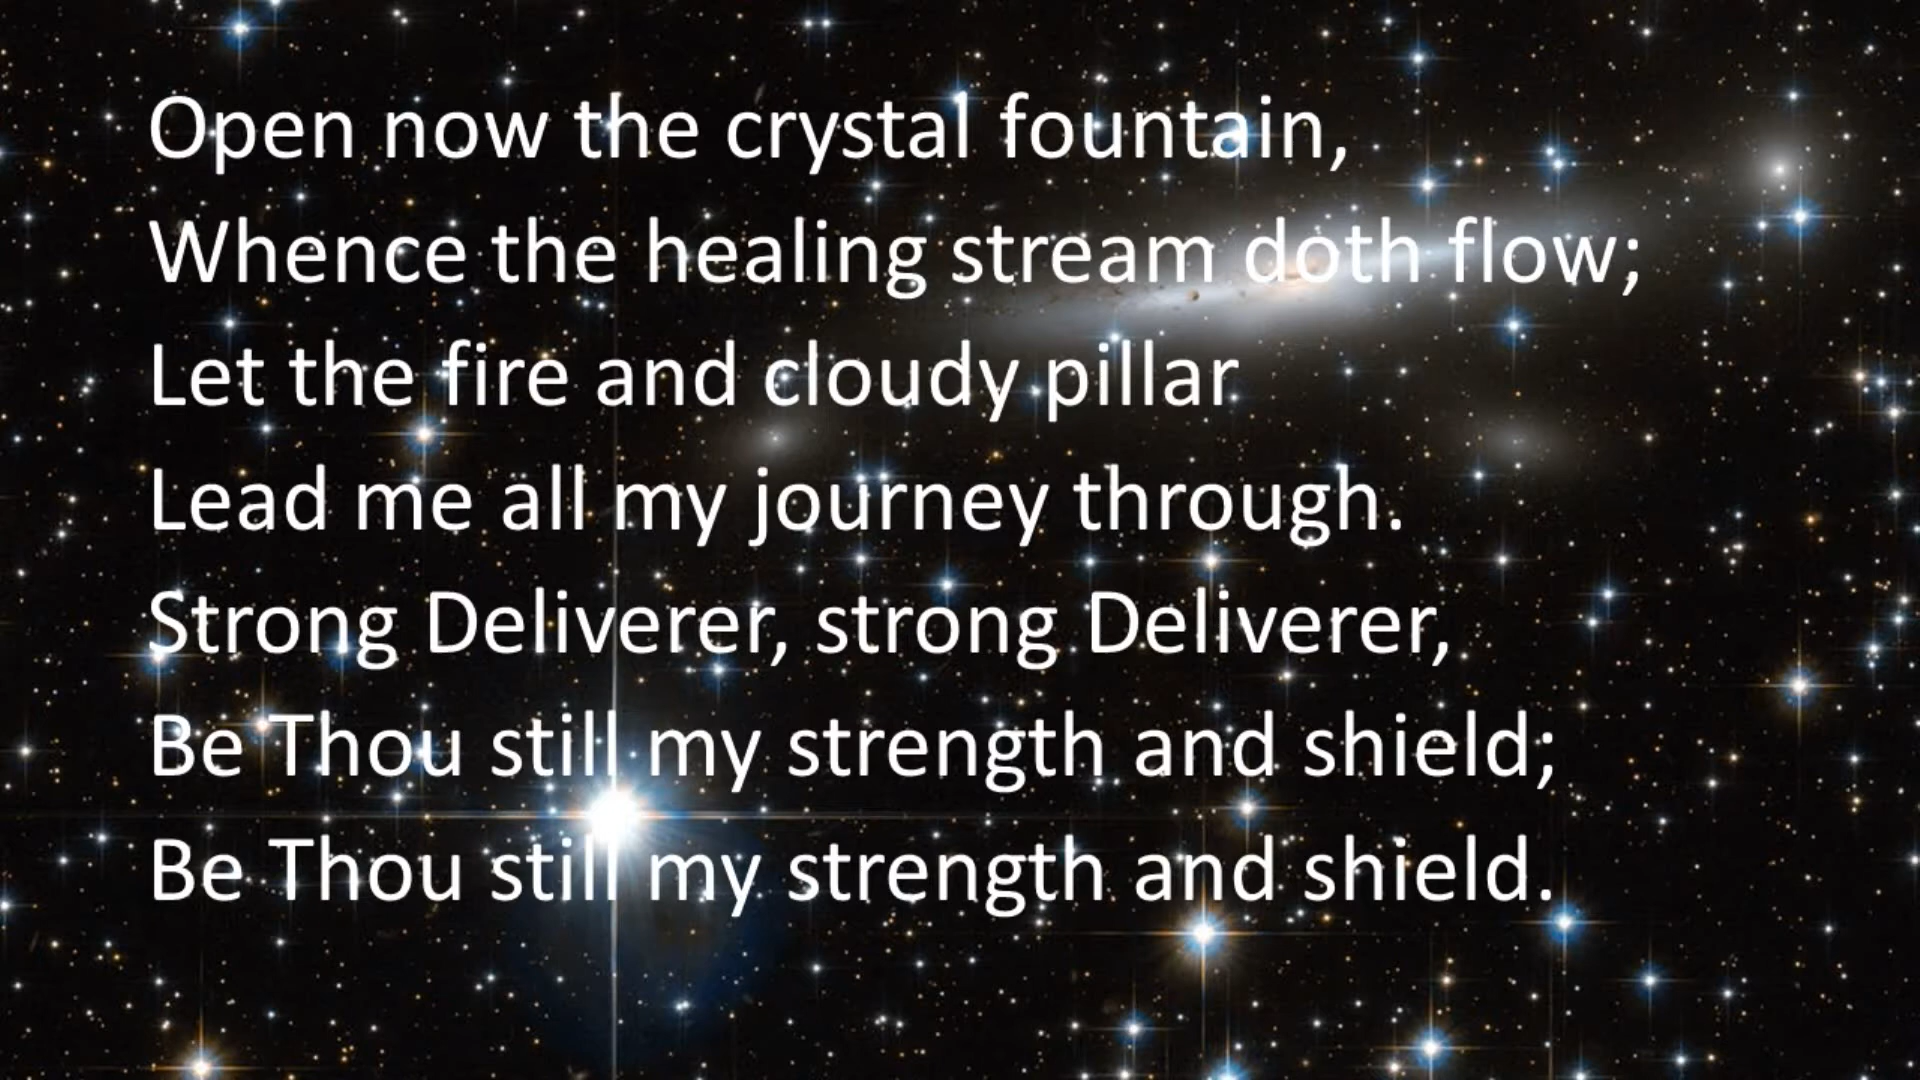 Open now the crystal fountain,
Whence the healing stream doth flow;
Let the fire and cloudy pillar
Lead me all my journey through.
Strong Deliverer, strong Deliverer,
Be Thou still my strength and shield;
Be Thou still my strength and shield.